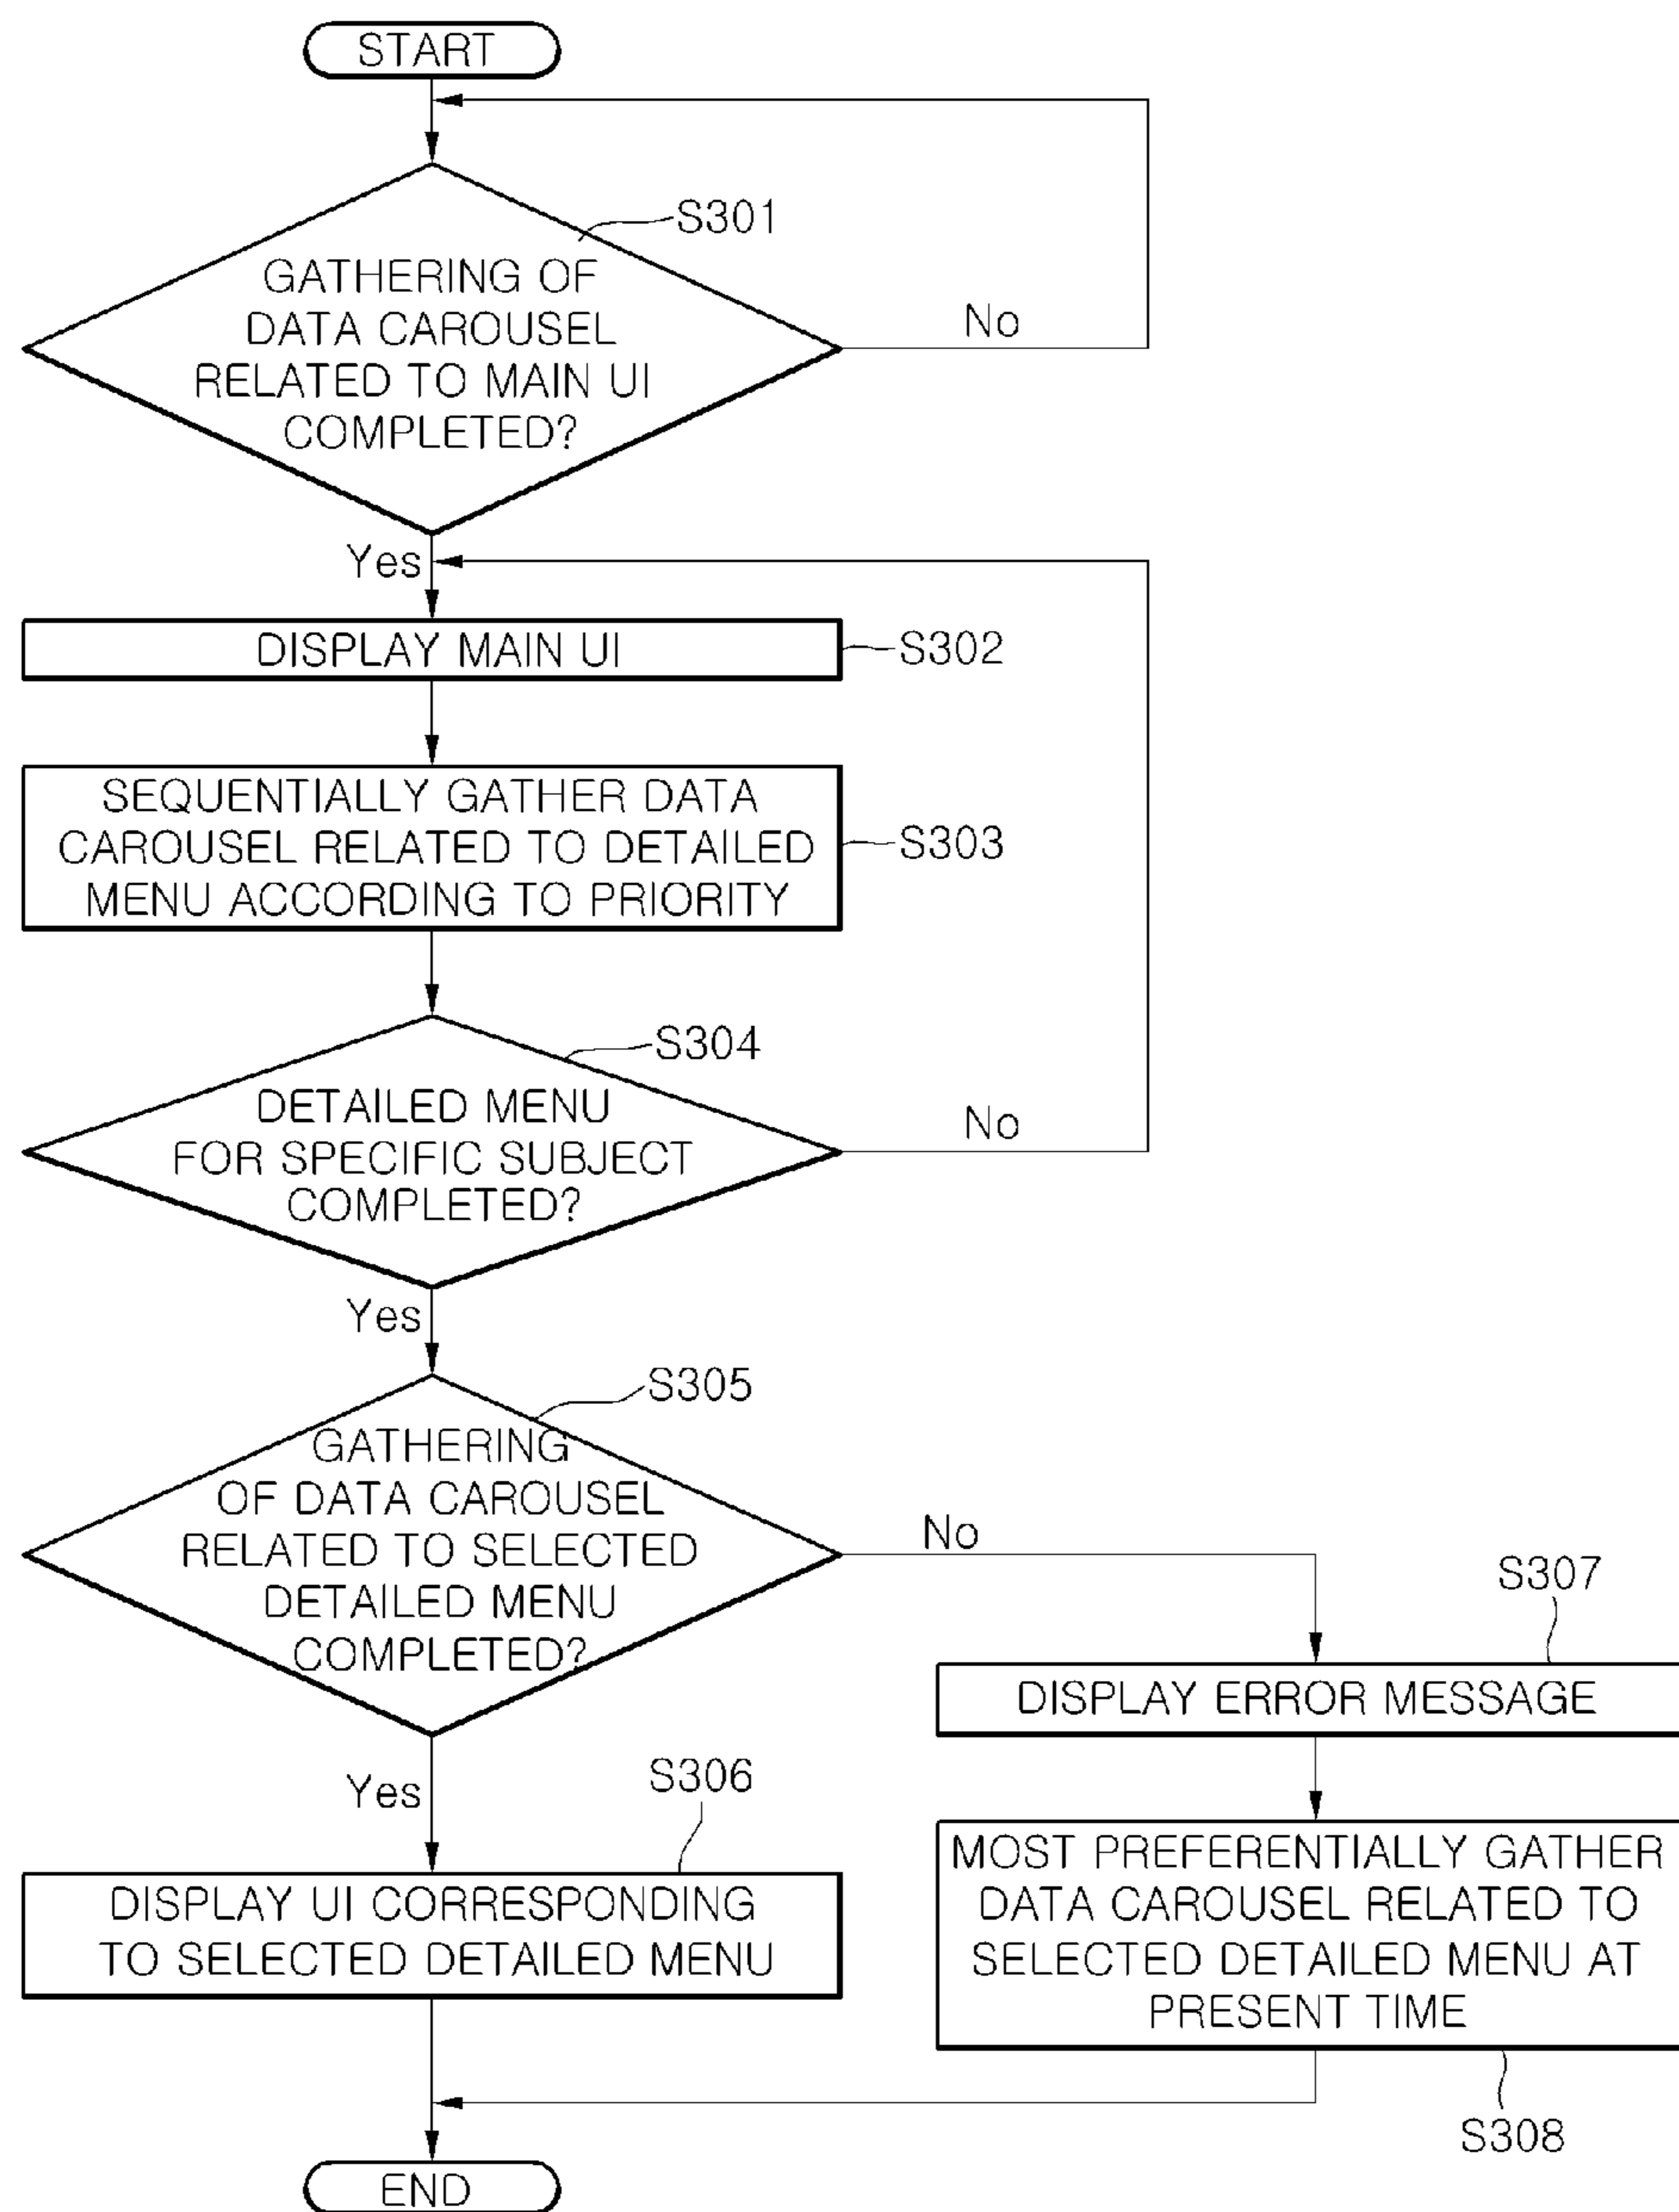 START
S301
GATHERING OF
DATA CAROUSEL
RELATED TO MAIN UI
COMPLETED?
No
Yes
DISPLAY MAIN UI
S302
SEQUENTIALLY GATHER DATA
CAROUSEL RELATED TO DETAILED
MENU ACCORDING TO PRIORITY
S303
S304
DETAILED MENU
FOR SPECIFIC SUBJECT
COMPLETED?
No
Yes
S305
GATHERING
OF DATA CAROUSEL
RELATED TO SELECTED
DETAILED MENU
COMPLETED?
No
S307
DISPLAY ERROR MESSAGE
Yes
S306
DISPLAY UI CORRESPONDING
TO SELECTED DETAILED MENU
MOST PREFERENTIALLY GATHER
DATA CAROUSEL RELATED TO
SELECTED DETAILED MENU AT
PRESENT TIME
S308
END